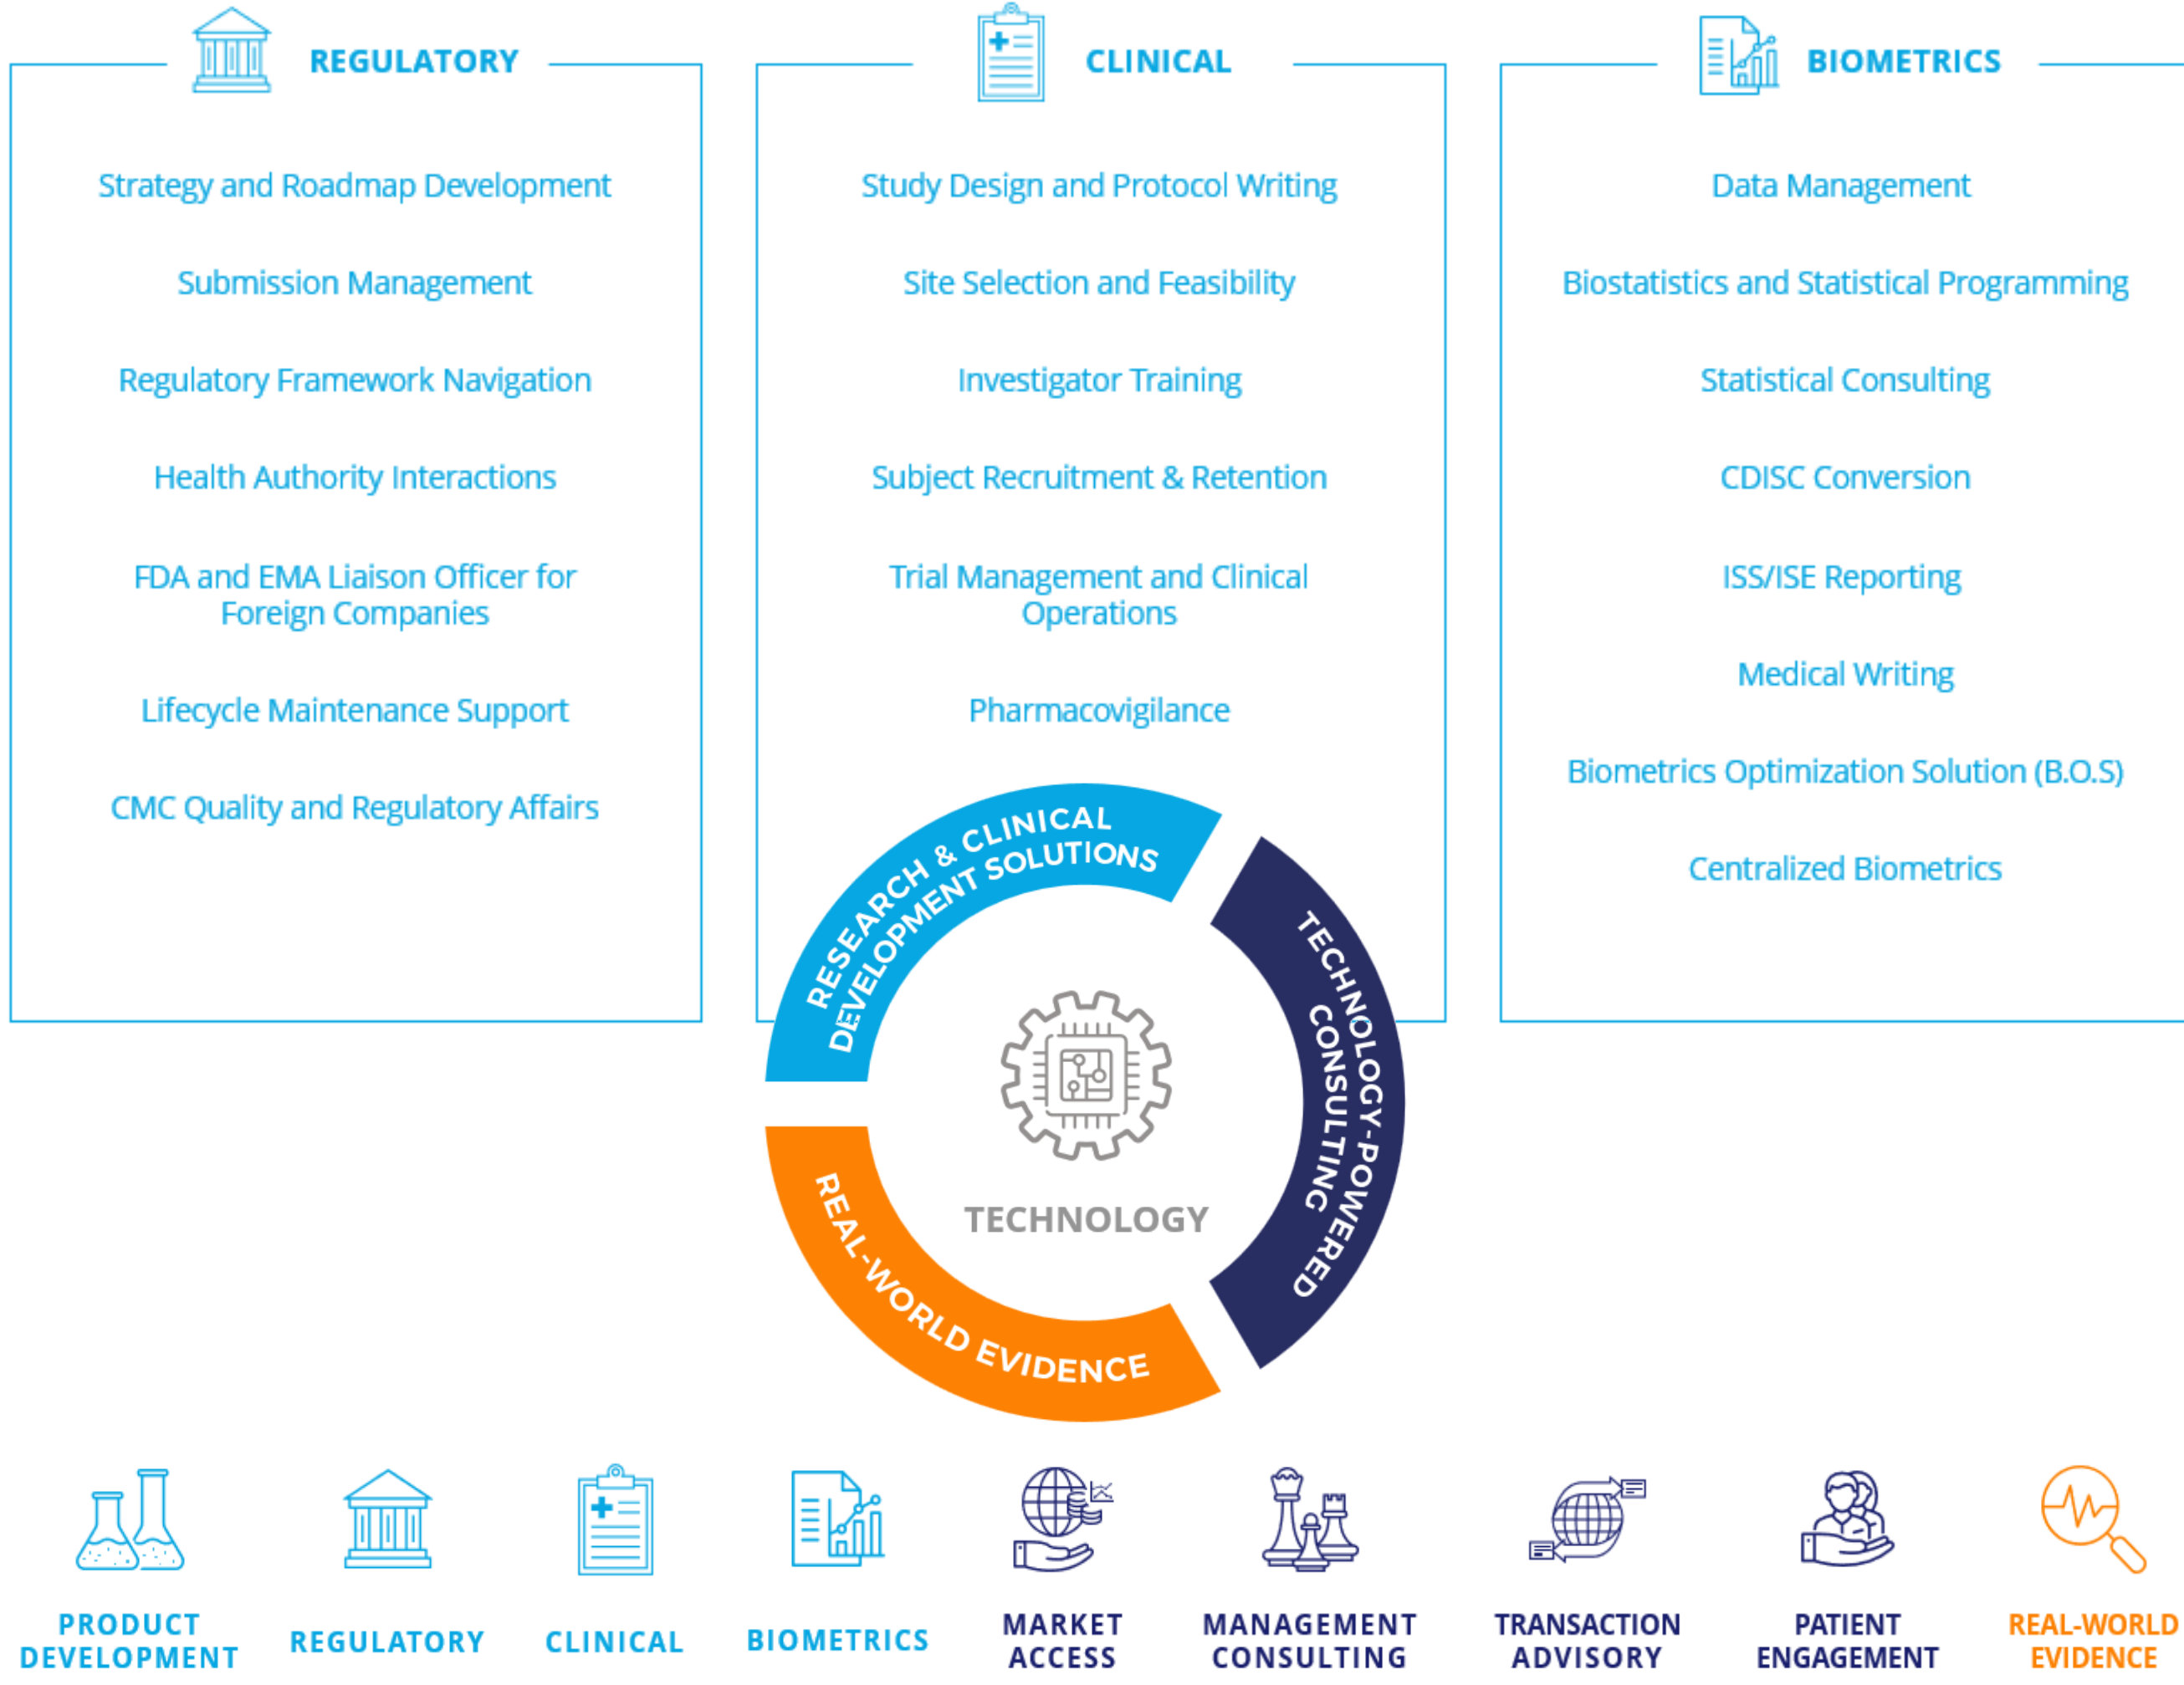 REGULATORY
Strategy and Roadmap Development
Submission Management
Regulatory Framework Navigation
Health Authority Interactions
FDA and EMA Liaison Officer for
Foreign Companies
Lifecycle Maintenance Support
CMC Quality and Regulatory Affairs
CLINICAL
Study Design and Protocol Writing
Site Selection and Feasibility
Investigator Training
Subject Recruitment & Retention
Trial Management and Clinical
Operations
Pharmacovigilance
BIOMETRICS
Data Management
Biostatistics and Statistical Programming
Statistical Consulting
CDISC Conversion
ISS/ISE Reporting
Medical Writing
Biometrics Optimization Solution (B.O.S)
Centralized Biometrics
RESEARCH & CLINICAL
DEVELOPMENT SOLUTIONS
TECHNOLOGY-POWERED
CONSULTING
REAL-WORLD EVIDENCE
TECHNOLOGY
PRODUCT
DEVELOPMENT
REGULATORY
CLINICAL
BIOMETRICS
MARKET
ACCESS
MANAGEMENT
CONSULTING
TRANSACTION
ADVISORY
PATIENT
ENGAGEMENT
REAL-WORLD
EVIDENCE